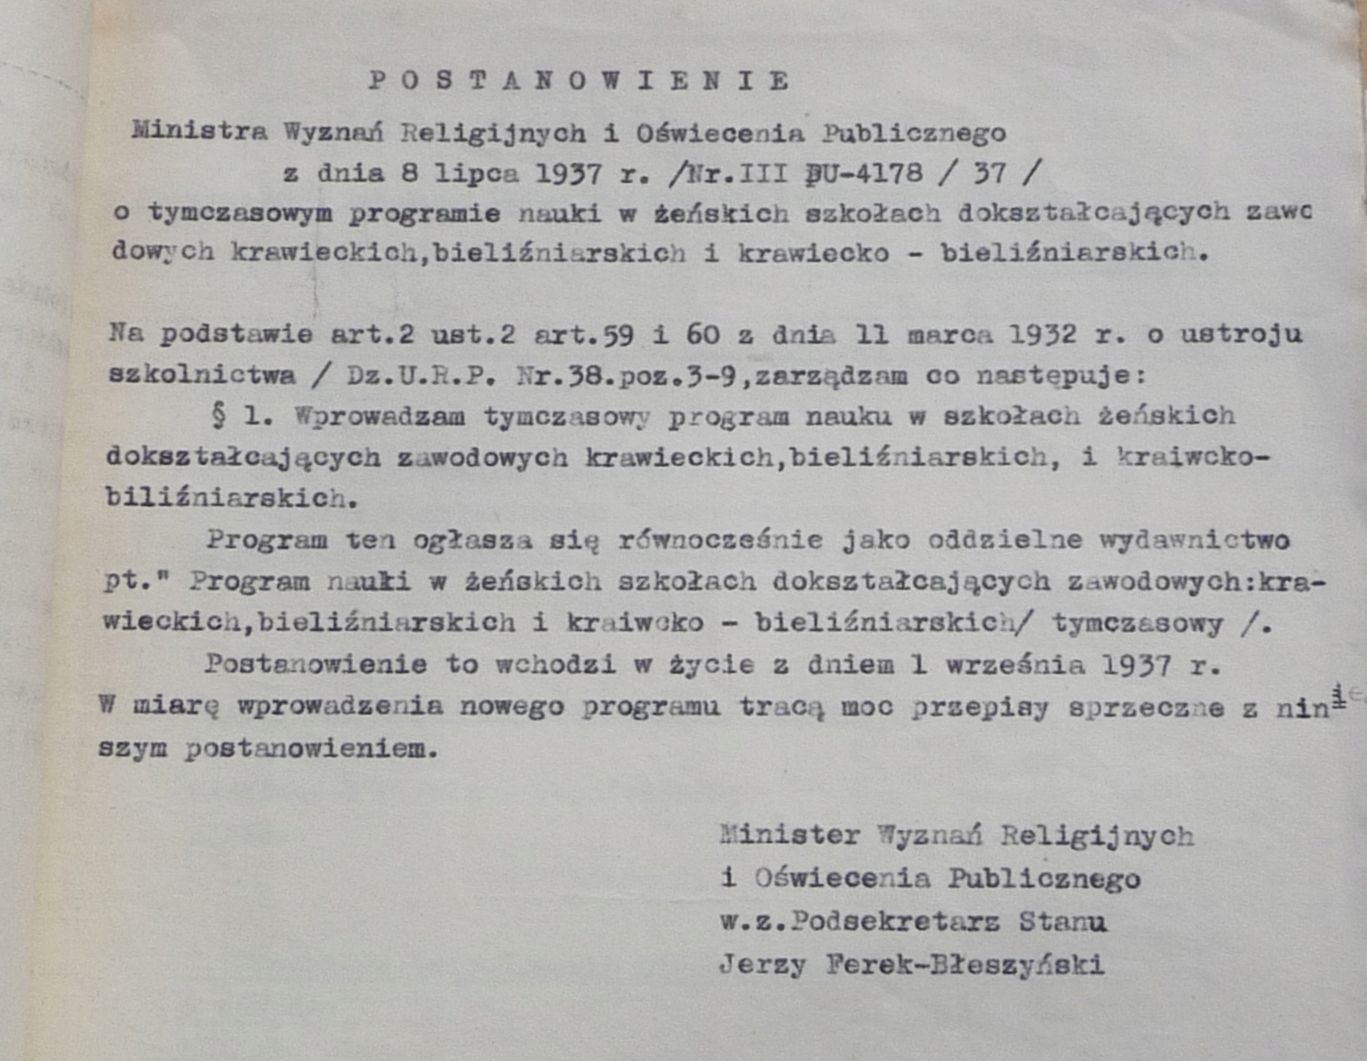 POSTANOWIENIE
Ministra Wyznań Religijnych i Oświecenia Publicznego
z dnia 8 lipca 1937 r. /Nr.III DU-4178 / 37 /
o tymczasowym programie nauki w żeńskich szkołach dokształcających zawo
dowych krawieckich,bieliźniarskich i krawiecko - bieliźniarskich.
Na podstawie art.2 ust.2 art.59 i 60 z dnia 11 marca 1932 r. o ustroju
szkolnictwa / Dz.U.R.P. Nr.38.poz.3-9,zarządzam co następuje:
§ 1. Wprowadzam tymczasowy program nauku w szkołach żeńskich
dokształcających zawodowych krawieckich,bieliźniarskich, i kraiwcko-
biliźniarskich.
Program ten ogłasza się równocześnie jako oddzielne wydawnictwo
pt." Program nauki w żeńskich szkołach dokształcających zawodowych:kra-
wieckich,bieliźniarskich i kraiwcko - bieliźniarskich/ tymczasowy /.
Postanowienie to wchodzi w życie z dniem 1 września 1937 r.
W miarę wprowadzenia nowego programu tracą moc przepisy sprzeczne z ninie
szym postanowieniem.
Minister Wyznań Religijnych
i Oświecenia Publicznego
w.z.Podsekretarz Stanu
Jerzy Ferek-Błeszyński